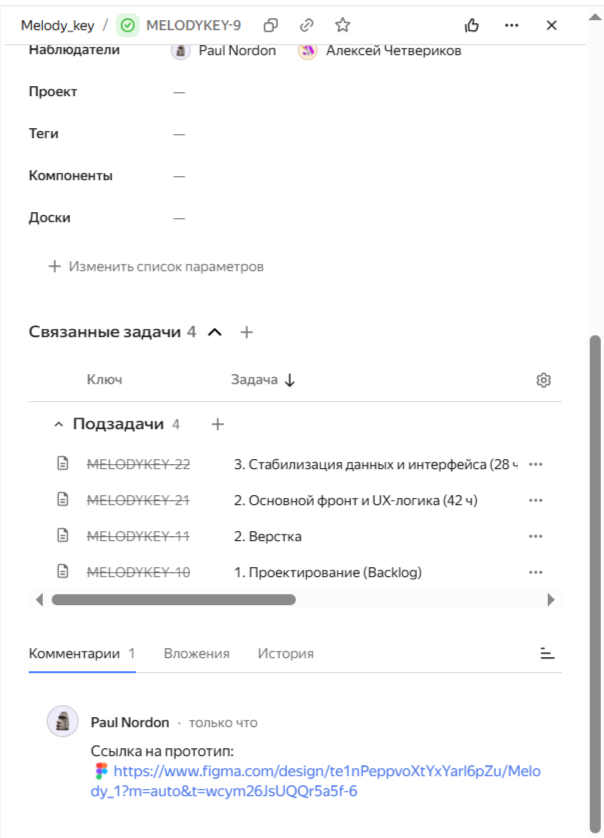 Melody_key / MELODYKEY-9
Наблюдатели Paul Nordon Алексей Четвериков
Проект —
Теги —
Компоненты —
Доски —
+ Изменить список параметров
Связанные задачи 4
Ключ Задача ↓
Подзадачи 4 +
MELODYKEY-22 3. Стабилизация данных и интерфейса (28 ч
MELODYKEY-21 2. Основной фронт и UX-логика (42 ч)
MELODYKEY-11 2. Верстка
MELODYKEY-10 1. Проектирование (Backlog)
Комментарии 1 Вложения История
Paul Nordon · только что
Ссылка на прототип:
https://www.figma.com/design/te1nPeppvoXtYxYarl6pZu/Melo
dy_1?m=auto&t=wcym26JsUQQr5a5f-6